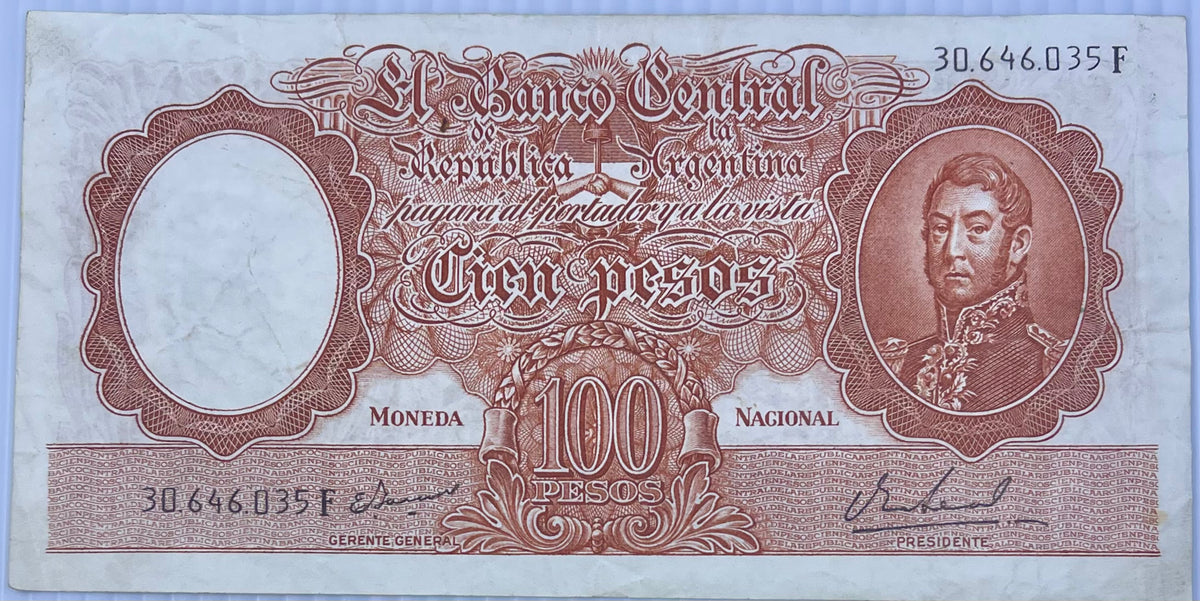 30.646.035 F
El Banco Central
de la
República Argentina
pagará al portador y a la vista
Cien pesos
MONEDA NACIONAL
100
PESOS
30.646.035 F
GERENTE GENERAL
PRESIDENTE